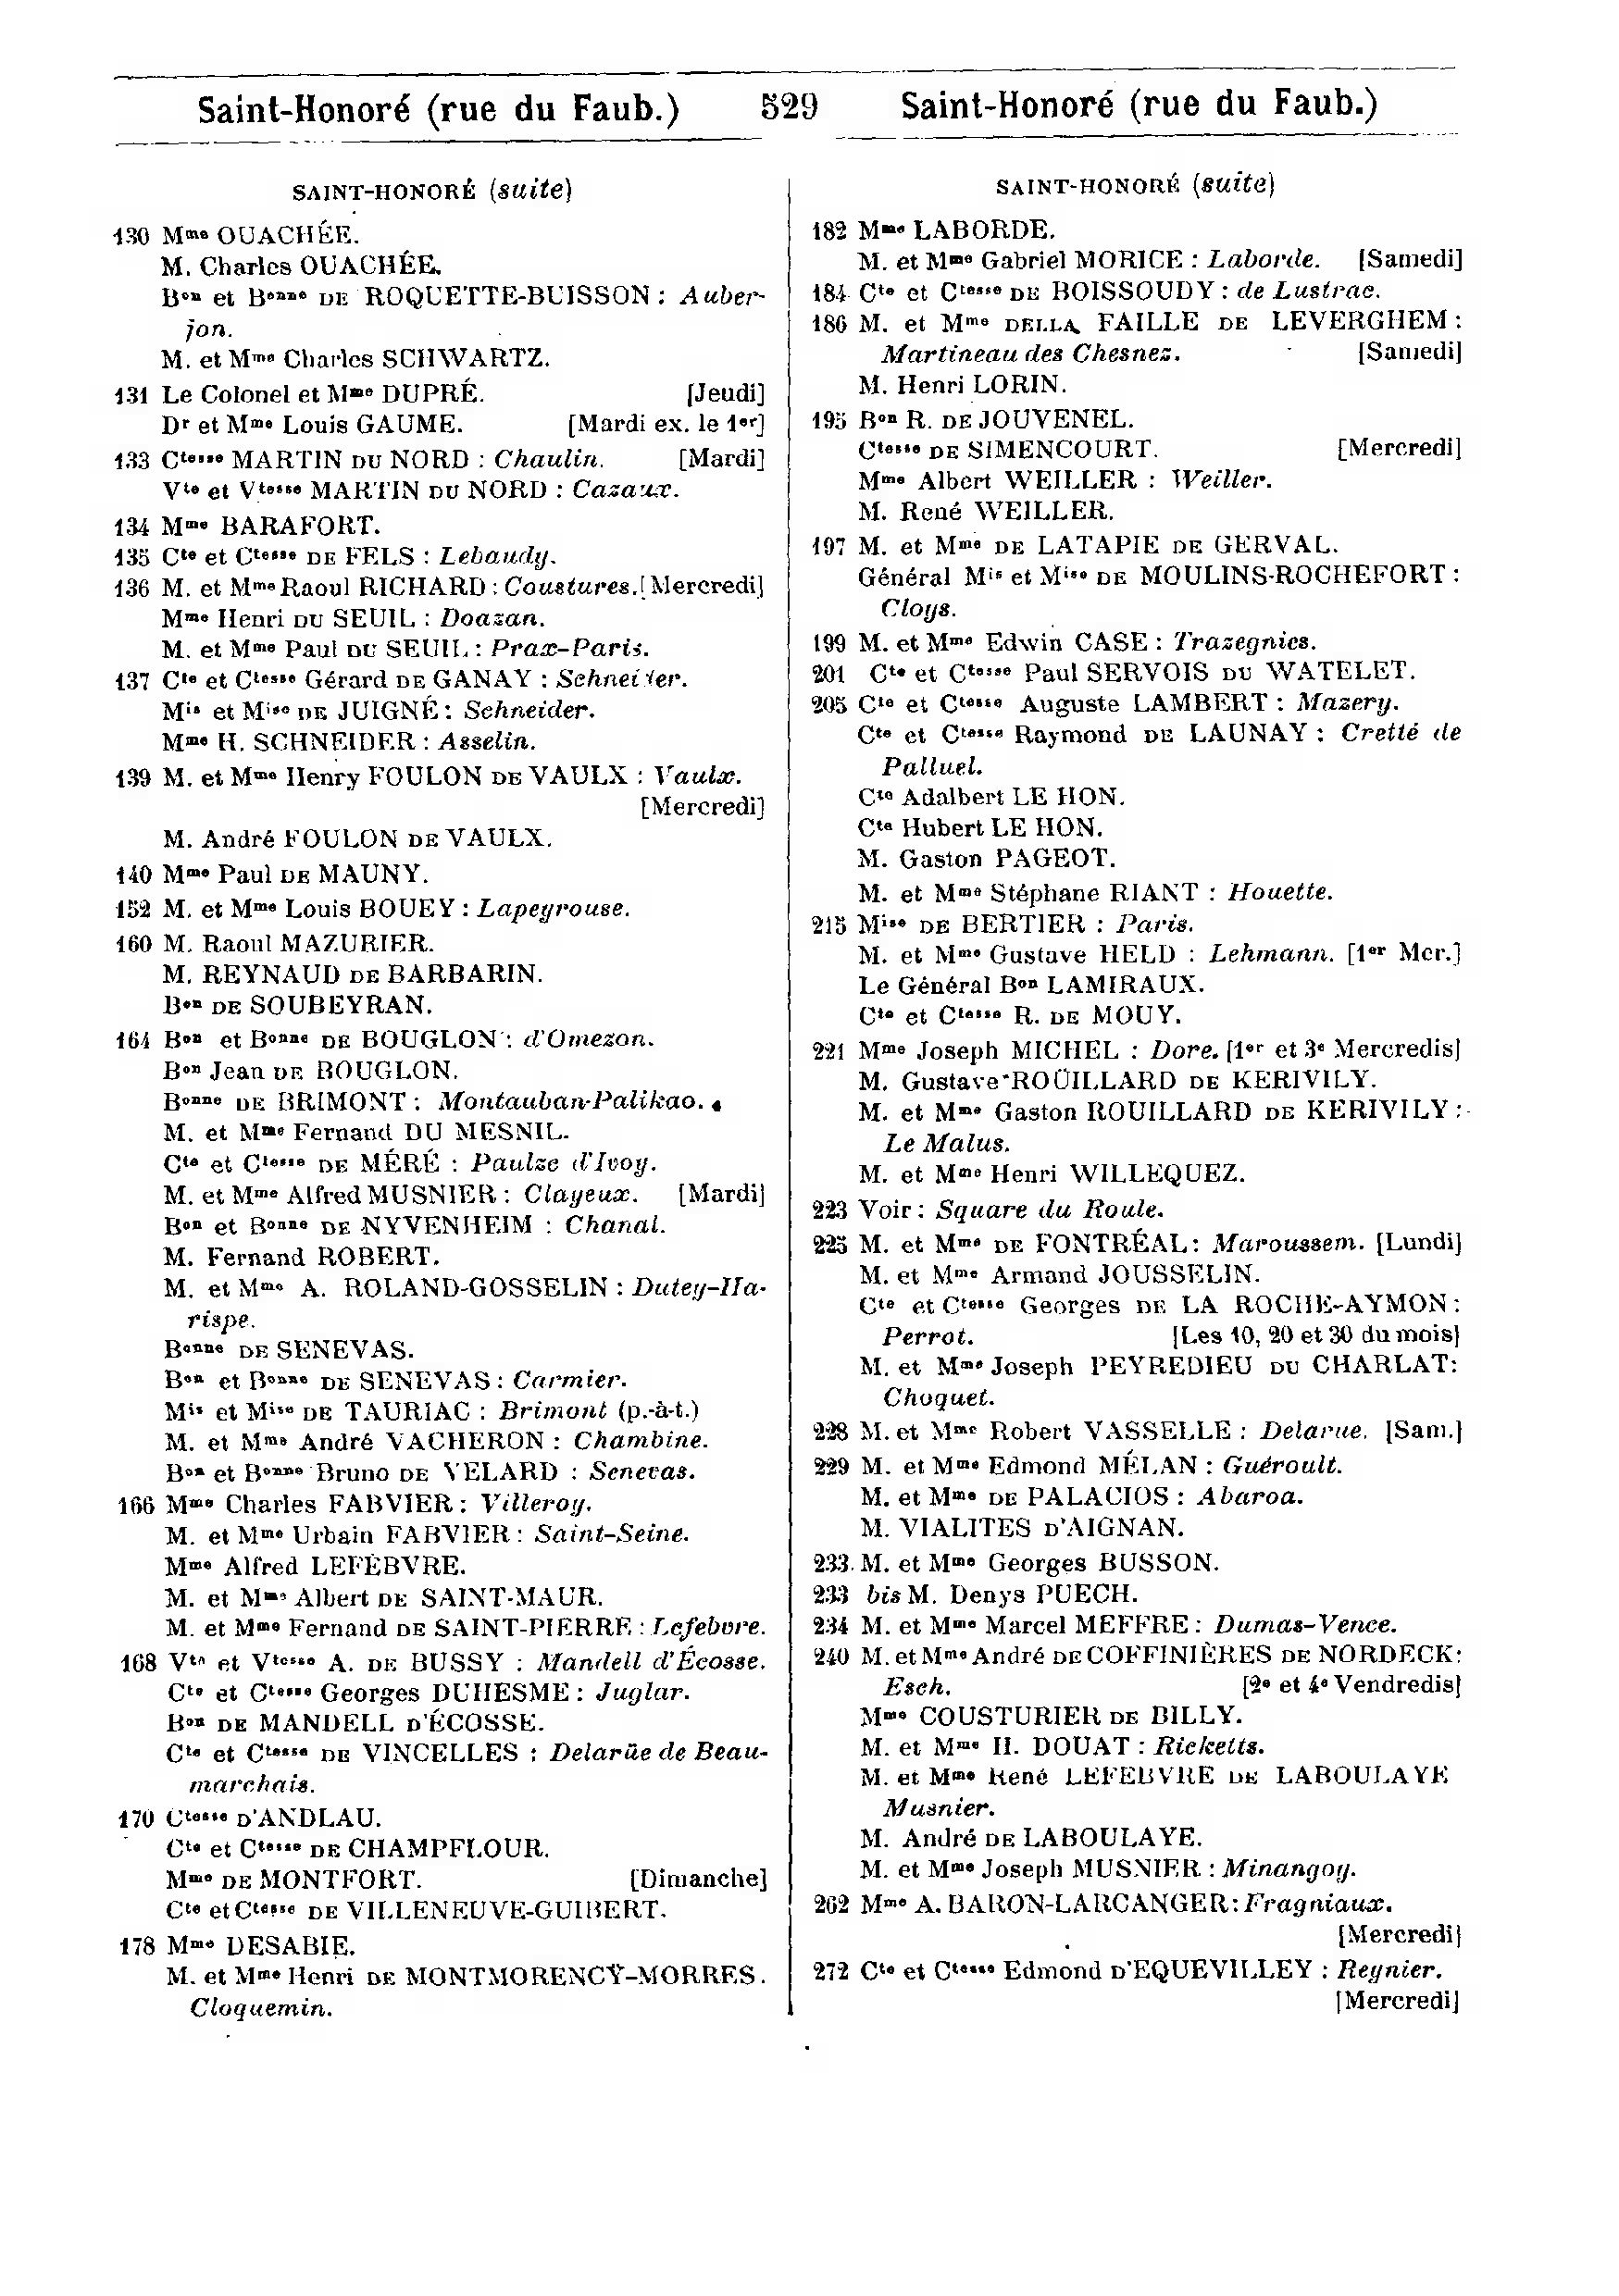 Saint-Honoré (rue du Faub.) 529 Saint-Honoré (rue du Faub.)
SAINT-HONORÉ (suite)
130 Mme OUACHÉE.
M. Charles OUACHÉE.
Bon et Bonne DE ROQUETTE-BUISSON : Auber-
jon.
M. et Mme Charles SCHWARTZ.
131 Le Colonel et Mme DUPRÉ. [Jeudi]
Dr et Mme Louis GAUME. [Mardi ex. le 1er]
133 Ctesse MARTIN DU NORD : Chaulin. [Mardi]
Vte et Vtesse MARTIN DU NORD : Cazaux.
134 Mme BARAFORT.
135 Cte et Ctesse DE FELS : Lebaudy.
136 M. et Mme Raoul RICHARD : Coustures. [Mercredi]
Mme Henri DU SEUIL : Doazan.
M. et Mme Paul DU SEUIL : Prax-Paris.
137 Cte et Ctesse Gérard DE GANAY : Schneider.
Mis et Mise DE JUIGNÉ : Schneider.
Mme H. SCHNEIDER : Asselin.
139 M. et Mme Henry FOULON DE VAULX : Vaulx.
[Mercredi]
M. André FOULON DE VAULX.
140 Mme Paul DE MAUNY.
152 M. et Mme Louis BOUEY : Lapeyrouse.
160 M. Raoul MAZURIER.
M. REYNAUD DE BARBARIN.
Bon DE SOUBEYRAN.
164 Bon et Bonne DE BOUGLON : d'Omezon.
Bon Jean DE BOUGLON.
Bonne DE BRIMONT : Montauban-Palikao.
M. et Mme Fernand DU MESNIL.
Cte et Ctesse DE MÉRÉ : Paulze d'Ivoy.
M. et Mme Alfred MUSNIER : Clayeux. [Mardi]
Bon et Bonne DE NYVENHEIM : Chanal.
M. Fernand ROBERT.
M. et Mme A. ROLAND-GOSSELIN : Dutey-Ha-
rispe.
Bonne DE SENEVAS.
Bon et Bonne DE SENEVAS : Carmier.
Mis et Mise DE TAURIAC : Brimont (p.-à-t.)
M. et Mme André VACHERON : Chambine.
Bon et Bonne Bruno DE VELARD : Senevas.
166 Mme Charles FABVIER : Villeroy.
M. et Mme Urbain FABVIER : Saint-Seine.
Mme Alfred LEFÈBVRE.
M. et Mme Albert DE SAINT-MAUR.
M. et Mme Fernand DE SAINT-PIERRE : Lefebvre.
168 Vte et Vtesse A. DE BUSSY : Mandell d'Écosse.
Cte et Ctesse Georges DUHESME : Juglar.
Bon DE MANDELL D'ÉCOSSE.
Cte et Ctesse DE VINCELLES : Delarüe de Beau-
marchais.
170 Ctesse D'ANDLAU.
Cte et Ctesse DE CHAMPFLOUR.
Mme DE MONTFORT. [Dimanche]
Cte et Ctesse DE VILLENEUVE-GUIBERT.
178 Mme DESABIE.
M. et Mme Henri DE MONTMORENCY-MORRES.
Cloquemin.
SAINT-HONORÉ (suite)
182 Mme LABORDE.
M. et Mme Gabriel MORICE : Laborde. [Samedi]
184 Cte et Ctesse DE BOISSOUDY : de Lustrac.
186 M. et Mme DELLA FAILLE DE LEVERGHEM :
Martineau des Chesnez. [Samedi]
M. Henri LORIN.
195 Bon R. DE JOUVENEL.
Ctesse DE SIMENCOURT. [Mercredi]
Mme Albert WEILLER : Weiller.
M. René WEILLER.
197 M. et Mme DE LATAPIE DE GERVAL.
Général Mis et Mise DE MOULINS-ROCHEFORT :
Cloys.
199 M. et Mme Edwin CASE : Trazegnies.
201 Cte et Ctesse Paul SERVOIS DU WATELET.
205 Cte et Ctesse Auguste LAMBERT : Mazery.
Cte et Ctesse Raymond DE LAUNAY : Cretté de
Palluel.
Cte Adalbert LE HON.
Cte Hubert LE HON.
M. Gaston PAGEOT.
M. et Mme Stéphane RIANT : Houette.
215 Mise DE BERTIER : Paris.
M. et Mme Gustave HELD : Lehmann. [1er Mer.]
Le Général Bon LAMIRAUX.
Cte et Ctesse R. DE MOUY.
221 Mme Joseph MICHEL : Dore. [1er et 3e Mercredis]
M. Gustave ROUILLARD DE KERIVILY.
M. et Mme Gaston ROUILLARD DE KERIVILY :
Le Malus.
M. et Mme Henri WILLEQUEZ.
223 Voir : Square du Roule.
225 M. et Mme DE FONTRÉAL : Maroussem. [Lundi]
M. et Mme Armand JOUSSELIN.
Cte et Ctesse Georges DE LA ROCHE-AYMON :
Perrot. [Les 10, 20 et 30 du mois]
M. et Mme Joseph PEYREDIEU DU CHARLAT :
Choquet.
228 M. et Mme Robert VASSELLE : Delarue. [Sam.]
229 M. et Mme Edmond MÉLAN : Guéroult.
M. et Mme DE PALACIOS : Abaroa.
M. VIALITES D'AIGNAN.
233 M. et Mme Georges BUSSON.
233 bis M. Denys PUECH.
234 M. et Mme Marcel MEFFRE : Dumas-Vence.
240 M. et Mme André DE COFFINIÈRES DE NORDECK :
Esch. [2e et 4e Vendredis]
Mme COUSTURIER DE BILLY.
M. et Mme H. DOUAT : Ricketts.
M. et Mme René LEFEBVRE DE LABOULAYE
Musnier.
M. André DE LABOULAYE.
M. et Mme Joseph MUSNIER : Minangoy.
262 Mme A. BARON-LARCANGER : Fragniaux.
[Mercredi]
272 Cte et Ctesse Edmond D'EQUEVILLEY : Regnier.
[Mercredi]